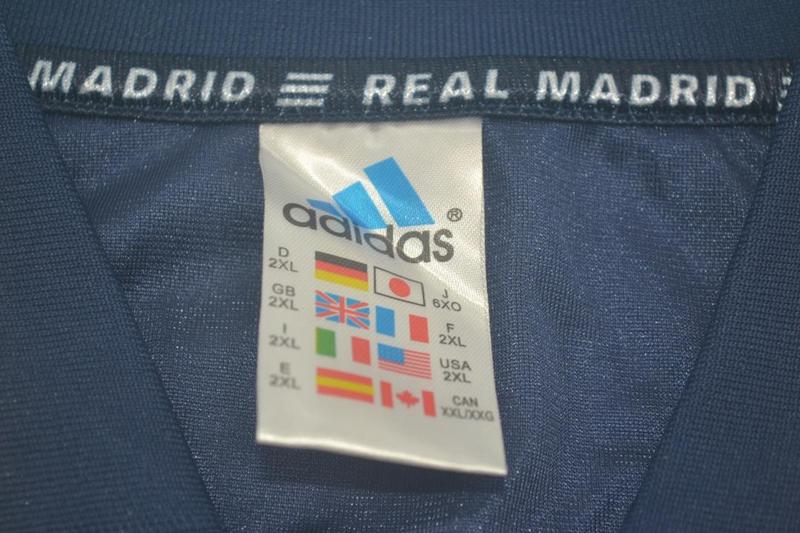 MADRID REAL MADRID
adidas®
D
2XL
J
6XO
GB
2XL
F
2XL
I
2XL
USA
2XL
E
2XL
CAN
XXL/XXG